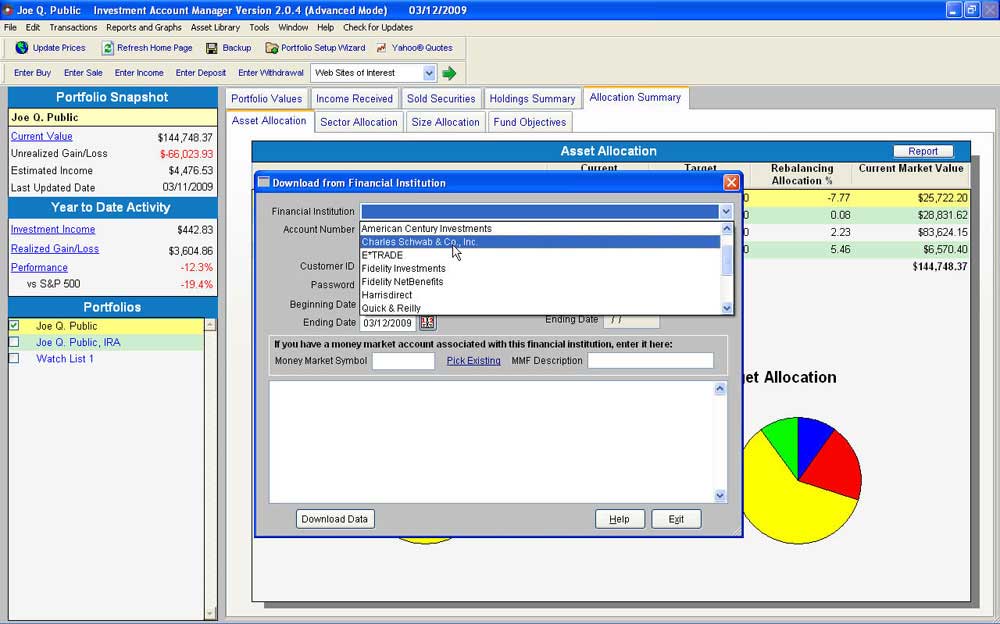 Joe Q. Public Investment Account Manager Version 2.0.4 (Advanced Mode) 03/12/2009
File Edit Transactions Reports and Graphs Asset Library Tools Window Help Check for Updates
Update Prices Refresh Home Page Backup Portfolio Setup Wizard Yahoo® Quotes
Enter Buy Enter Sale Enter Income Enter Deposit Enter Withdrawal Web Sites of Interest
Portfolio Snapshot
Joe Q. Public
Current Value $144,748.37
Unrealized Gain/Loss $-66,023.93
Estimated Income $4,476.53
Last Updated Date 03/11/2009
Year to Date Activity
Investment Income $442.83
Realized Gain/Loss $3,604.86
Performance -12.3%
vs S&P 500 -19.4%
Portfolios
Joe Q. Public
Joe Q. Public, IRA
Watch List 1
Portfolio Values Income Received Sold Securities Holdings Summary Allocation Summary
Asset Allocation Sector Allocation Size Allocation Fund Objectives
Asset Allocation Report
Current Target Rebalancing Current Market Value
Allocation %
0 -7.77 $25,722.20
0 0.08 $28,831.62
0 2.23 $83,624.15
0 5.46 $6,570.40
$144,748.37
Download from Financial Institution
Financial Institution
Account Number
American Century Investments
Charles Schwab & Co., Inc.
E*TRADE
Fidelity Investments
Fidelity NetBenefits
Harrisdirect
Quick & Reilly
Customer ID
Password
Beginning Date
Ending Date 03/12/2009 Ending Date / /
If you have a money market account associated with this financial institution, enter it here:
Money Market Symbol Pick Existing MMF Description
Download Data Help Exit
et Allocation